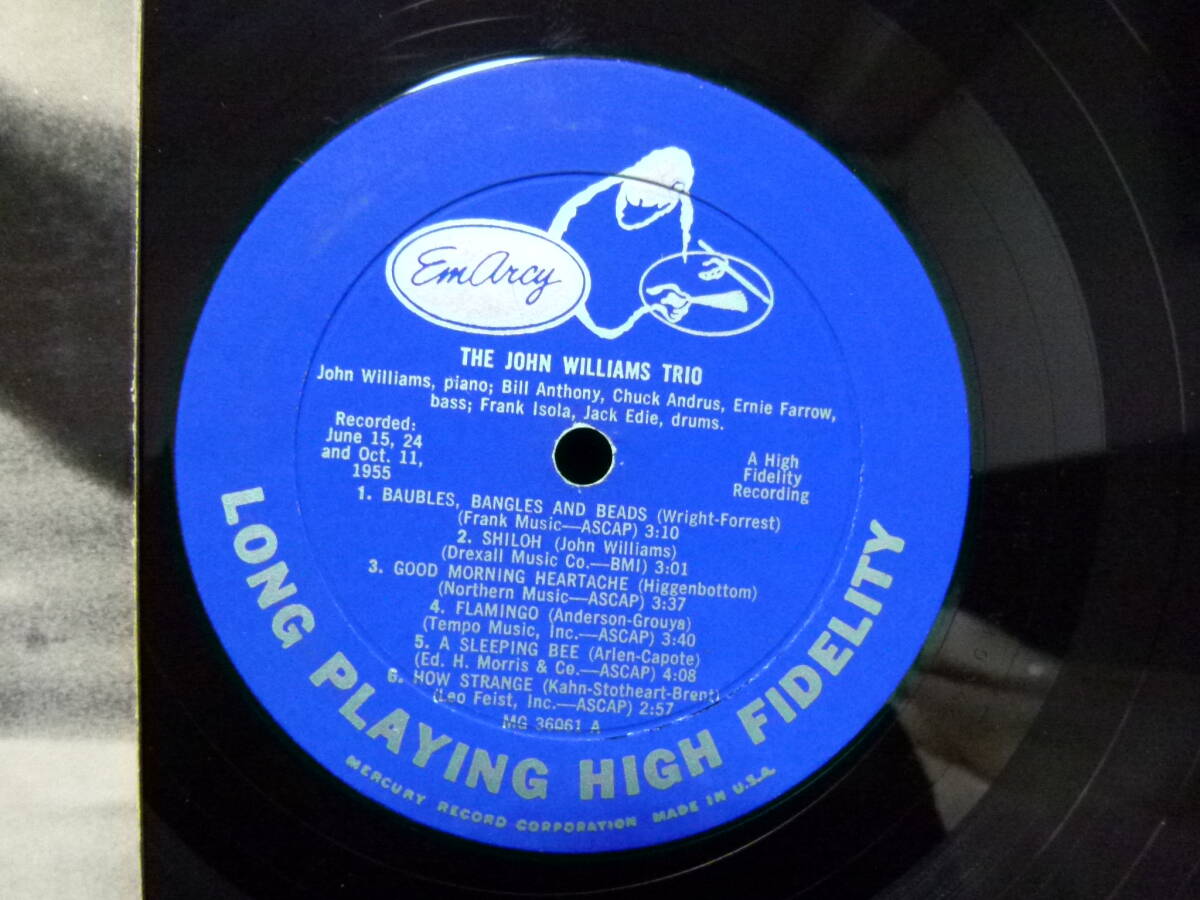 EmArcy
THE JOHN WILLIAMS TRIO
John Williams, piano; Bill Anthony, Chuck Andrus, Ernie Farrow,
bass; Frank Isola, Jack Edie, drums.
Recorded:
June 15, 24
and Oct. 11,
1955
A High
Fidelity
Recording
1. BAUBLES, BANGLES AND BEADS (Wright-Forrest)
(Frank Music—ASCAP) 3:10
2. SHILOH (John Williams)
(Drexall Music Co.—BMI) 3:01
3. GOOD MORNING HEARTACHE (Higgenbottom)
(Northern Music—ASCAP) 3:37
4. FLAMINGO (Anderson-Grouya)
(Tempo Music, Inc.—ASCAP) 3:40
5. A SLEEPING BEE (Arlen-Capote)
(Ed. H. Morris & Co.—ASCAP) 4:08
6. HOW STRANGE (Kahn-Stotheart-Brent)
(Leo Feist, Inc.—ASCAP) 2:57
MG 36061 A
LONG PLAYING HIGH FIDELITY
MERCURY RECORD CORPORATION MADE IN U.S.A.